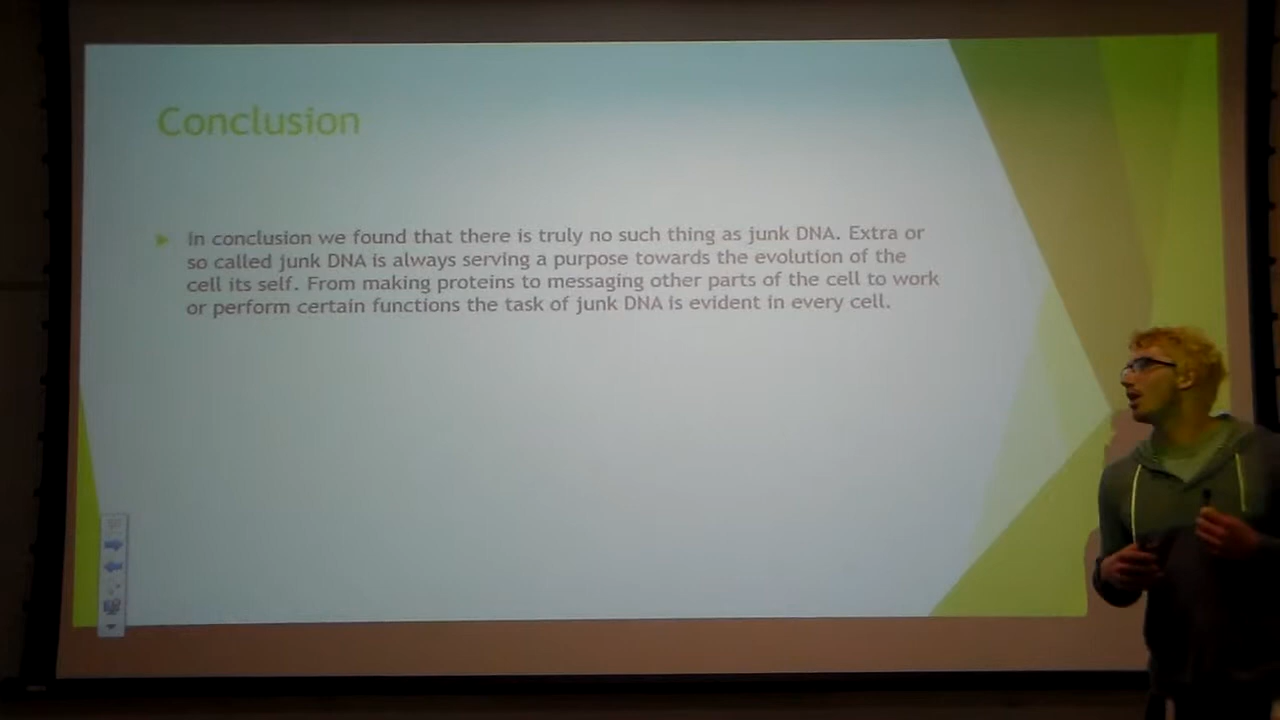 Conclusion
In conclusion we found that there is truly no such thing as junk DNA. Extra or
so called junk DNA is always serving a purpose towards the evolution of the
cell its self. From making proteins to messaging other parts of the cell to work
or perform certain functions the task of junk DNA is evident in every cell.